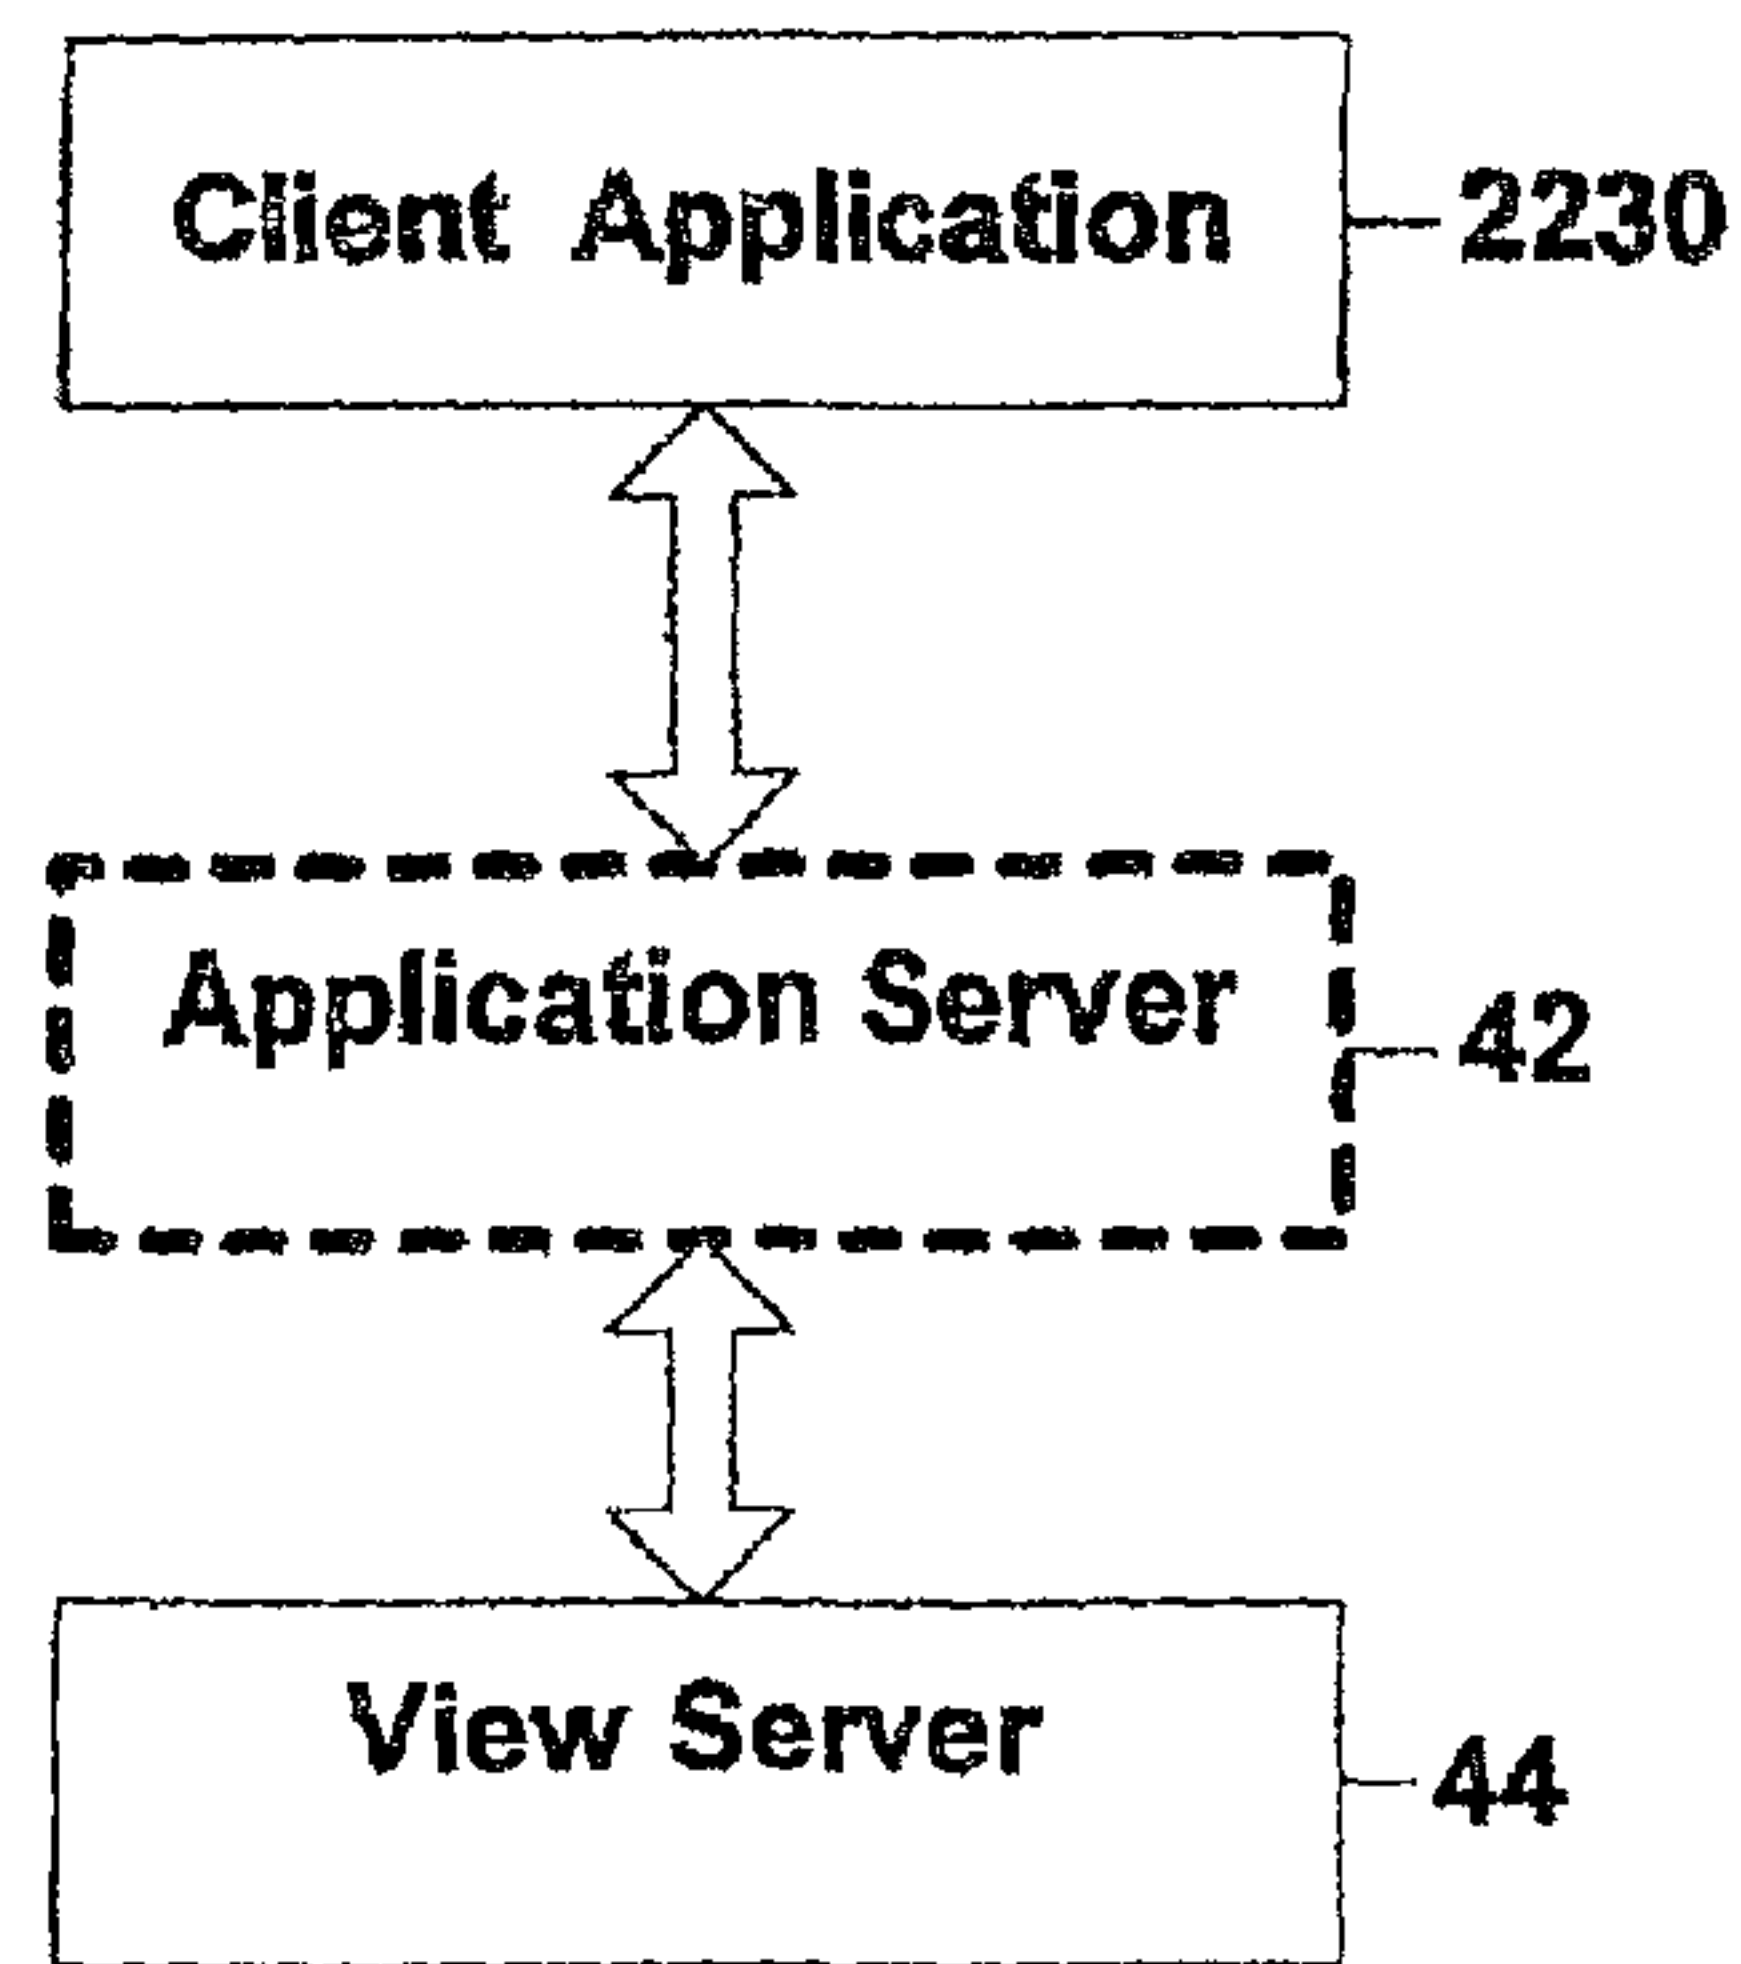 Client Application
2230
Application Server
42
View Server
44